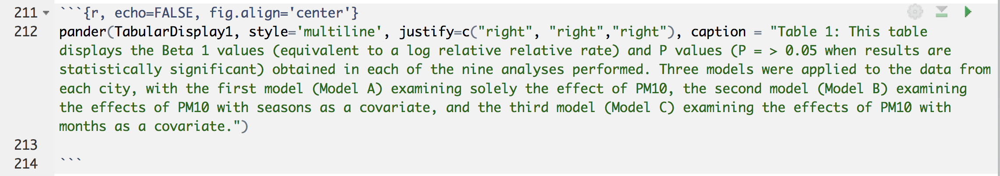 211 ```{r, echo=FALSE, fig.align='center'}
212 pander(TabularDisplay1, style='multiline', justify=c("right", "right","right"), caption = "Table 1: This table
displays the Beta 1 values (equivalent to a log relative relative rate) and P values (P = > 0.05 when results are
statistically significant) obtained in each of the nine analyses performed. Three models were applied to the data from
each city, with the first model (Model A) examining solely the effect of PM10, the second model (Model B) examining
the effects of PM10 with seasons as a covariate, and the third model (Model C) examining the effects of PM10 with
months as a covariate.")
213
214 ```